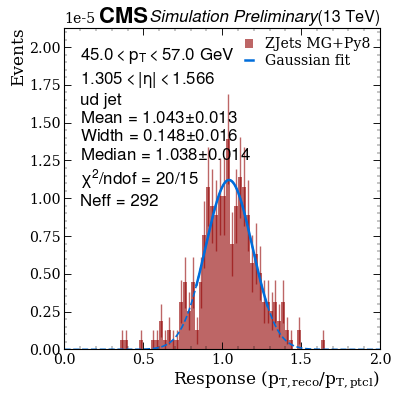 1e-5 CMS Simulation Preliminary (13 TeV)
Events
ZJets MG+Py8
Gaussian fit
45.0 < p_T < 57.0 GeV
1.305 < |η| < 1.566
ud jet
Mean = 1.043±0.013
Width = 0.148±0.016
Median = 1.038±0.014
χ²/ndof = 20/15
Neff = 292
2.00
1.75
1.50
1.25
1.00
0.75
0.50
0.25
0.00
0.0 0.5 1.0 1.5 2.0
Response (p_T,reco/p_T,ptcl)